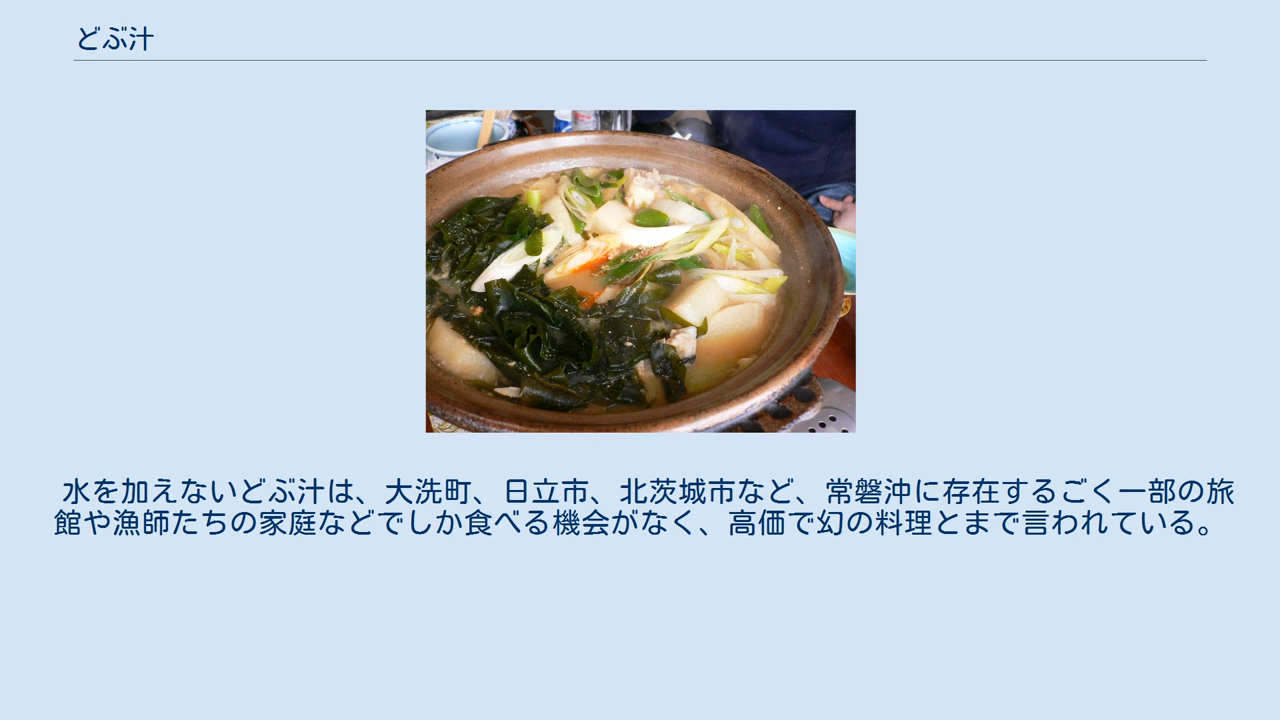 どぶ汁
水を加えないどぶ汁は、大洗町、日立市、北茨城市など、常磐沖に存在するごく一部の旅
館や漁師たちの家庭などでしか食べる機会がなく、高価で幻の料理とまで言われている。